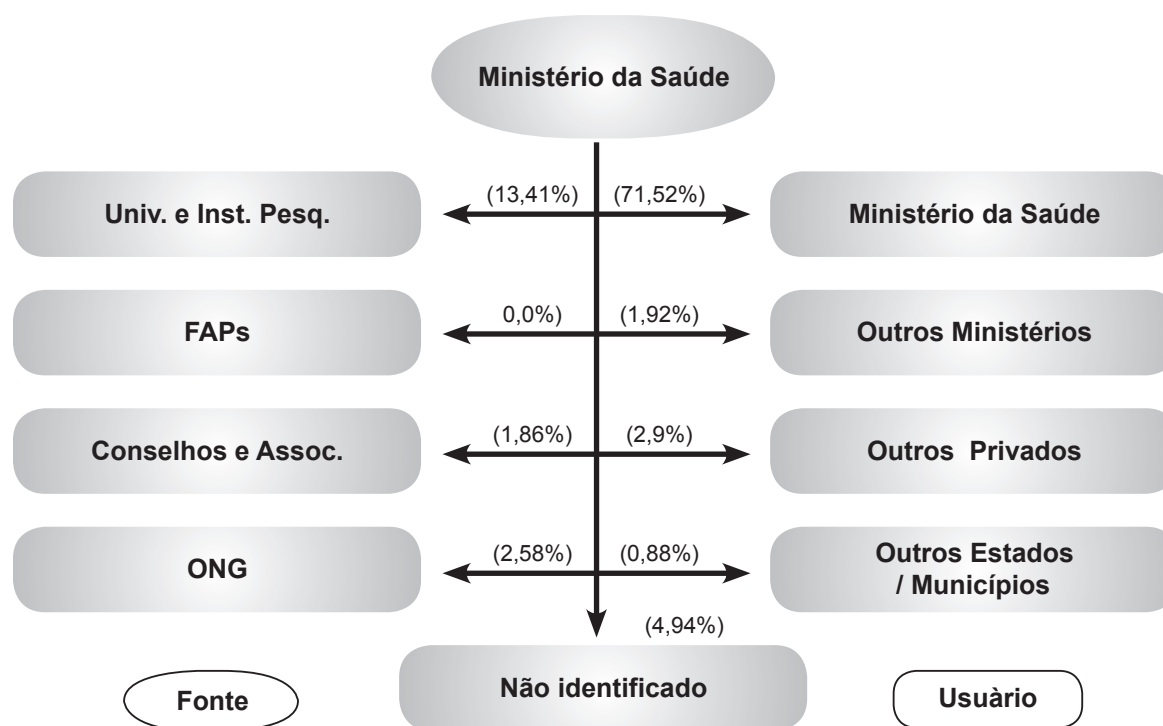 Ministério da Saúde
(13,41%) (71,52%)
Univ. e Inst. Pesq.
Ministério da Saúde
0,0%) (1,92%)
FAPs
Outros Ministérios
(1,86%) (2,9%)
Conselhos e Assoc.
Outros Privados
(2,58%) (0,88%)
ONG
Outros Estados
/ Municípios
(4,94%)
Não identificado
Fonte
Usuàrio